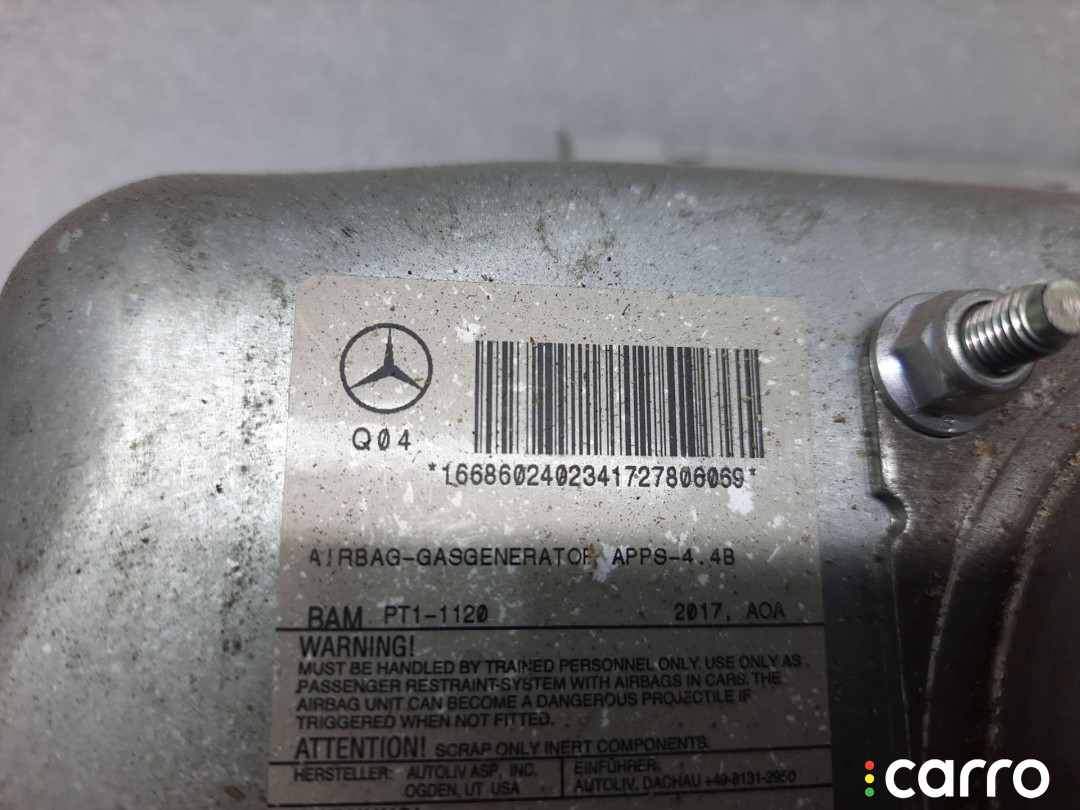 Q04
*16686024023417278 06069*
AIRBAG-GASGENERATOR APPS-4.4B
BAM PT1-1120 2017, AOA
WARNING!
MUST BE HANDLED BY TRAINED PERSONNEL ONLY. USE ONLY AS
PASSENGER RESTRAINT-SYSTEM WITH AIRBAGS IN CARS. THE
AIRBAG UNIT CAN BECOME A DANGEROUS PROJECTILE IF
TRIGGERED WHEN NOT FITTED.
ATTENTION! SCRAP ONLY INERT COMPONENTS.
HERSTELLER: AUTOLIV ASP, INC.
OGDEN, UT USA
EINFÜHRER:
AUTOLIV, DACHAU +49-8131-2950
carro